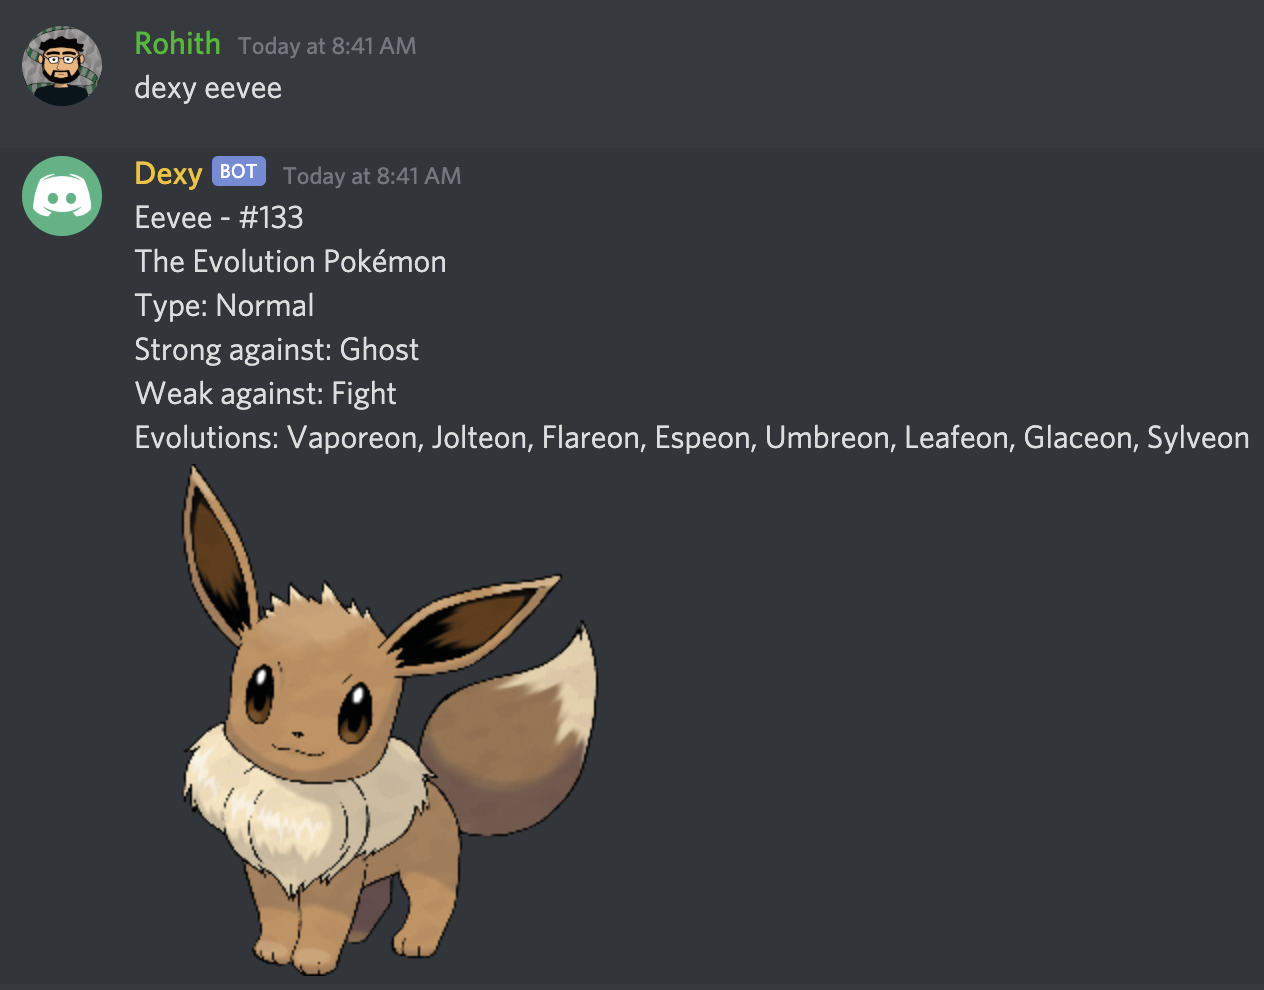 Rohith Today at 8:41 AM
dexy eevee
Dexy BOT Today at 8:41 AM
Eevee - #133
The Evolution Pokémon
Type: Normal
Strong against: Ghost
Weak against: Fight
Evolutions: Vaporeon, Jolteon, Flareon, Espeon, Umbreon, Leafeon, Glaceon, Sylveon